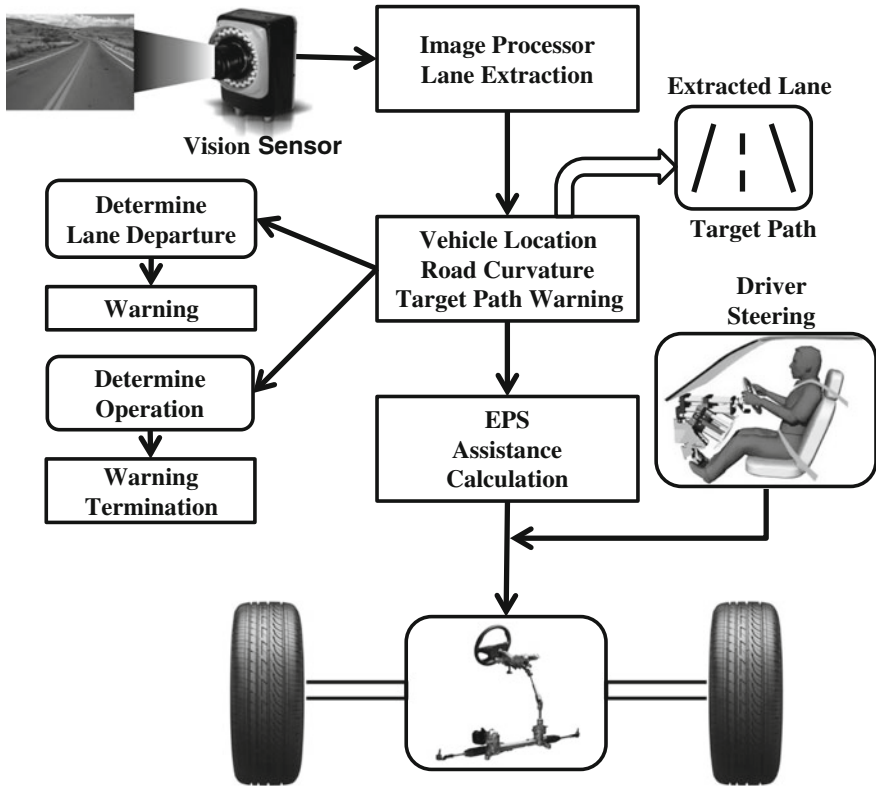 Image Processor
Lane Extraction
Vision Sensor
Extracted Lane
Target Path
Determine
Lane Departure
Warning
Vehicle Location
Road Curvature
Target Path Warning
Driver
Steering
Determine
Operation
Warning
Termination
EPS
Assistance
Calculation